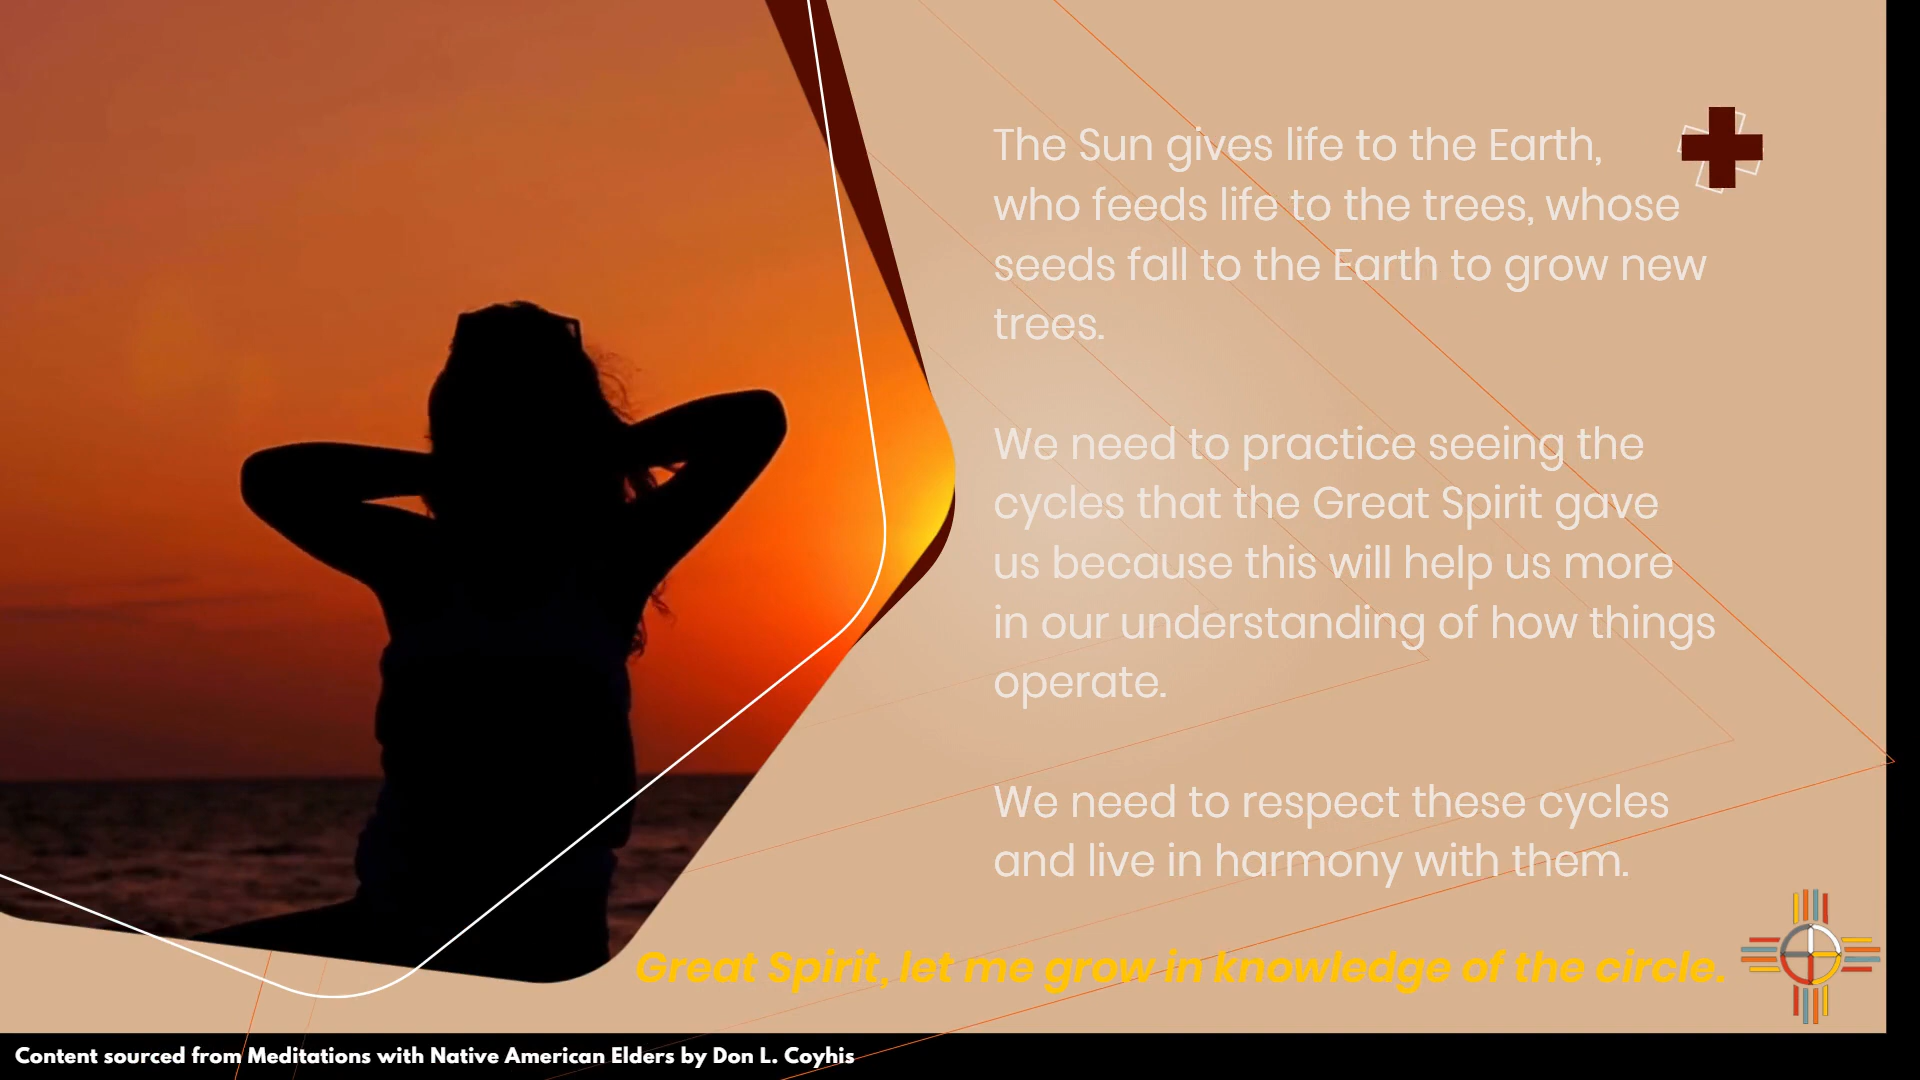 The Sun gives life to the Earth,
who feeds life to the trees, whose
seeds fall to the Earth to grow new
trees.
We need to practice seeing the
cycles that the Great Spirit gave
us because this will help us more
in our understanding of how things
operate.
We need to respect these cycles
and live in harmony with them.
Great Spirit, let me grow in knowledge of the circle.
Content sourced from Meditations with Native American Elders by Don L. Coyhis